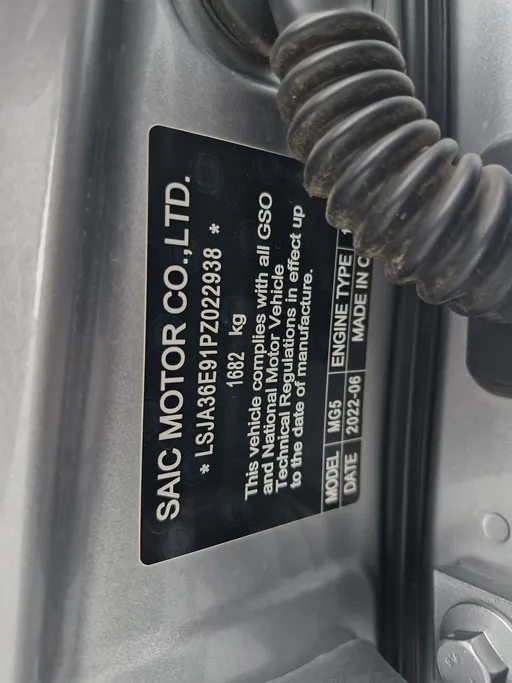 SAIC MOTOR CO.,LTD.
* LSJA36E91PZ022938 *
1682 kg
This vehicle complies with all GSO
and National Motor Vehicle
Technical Regulations in effect up
to the date of manufacture.
MODEL MG5 ENGINE TYPE
DATE 2022-06 MADE IN